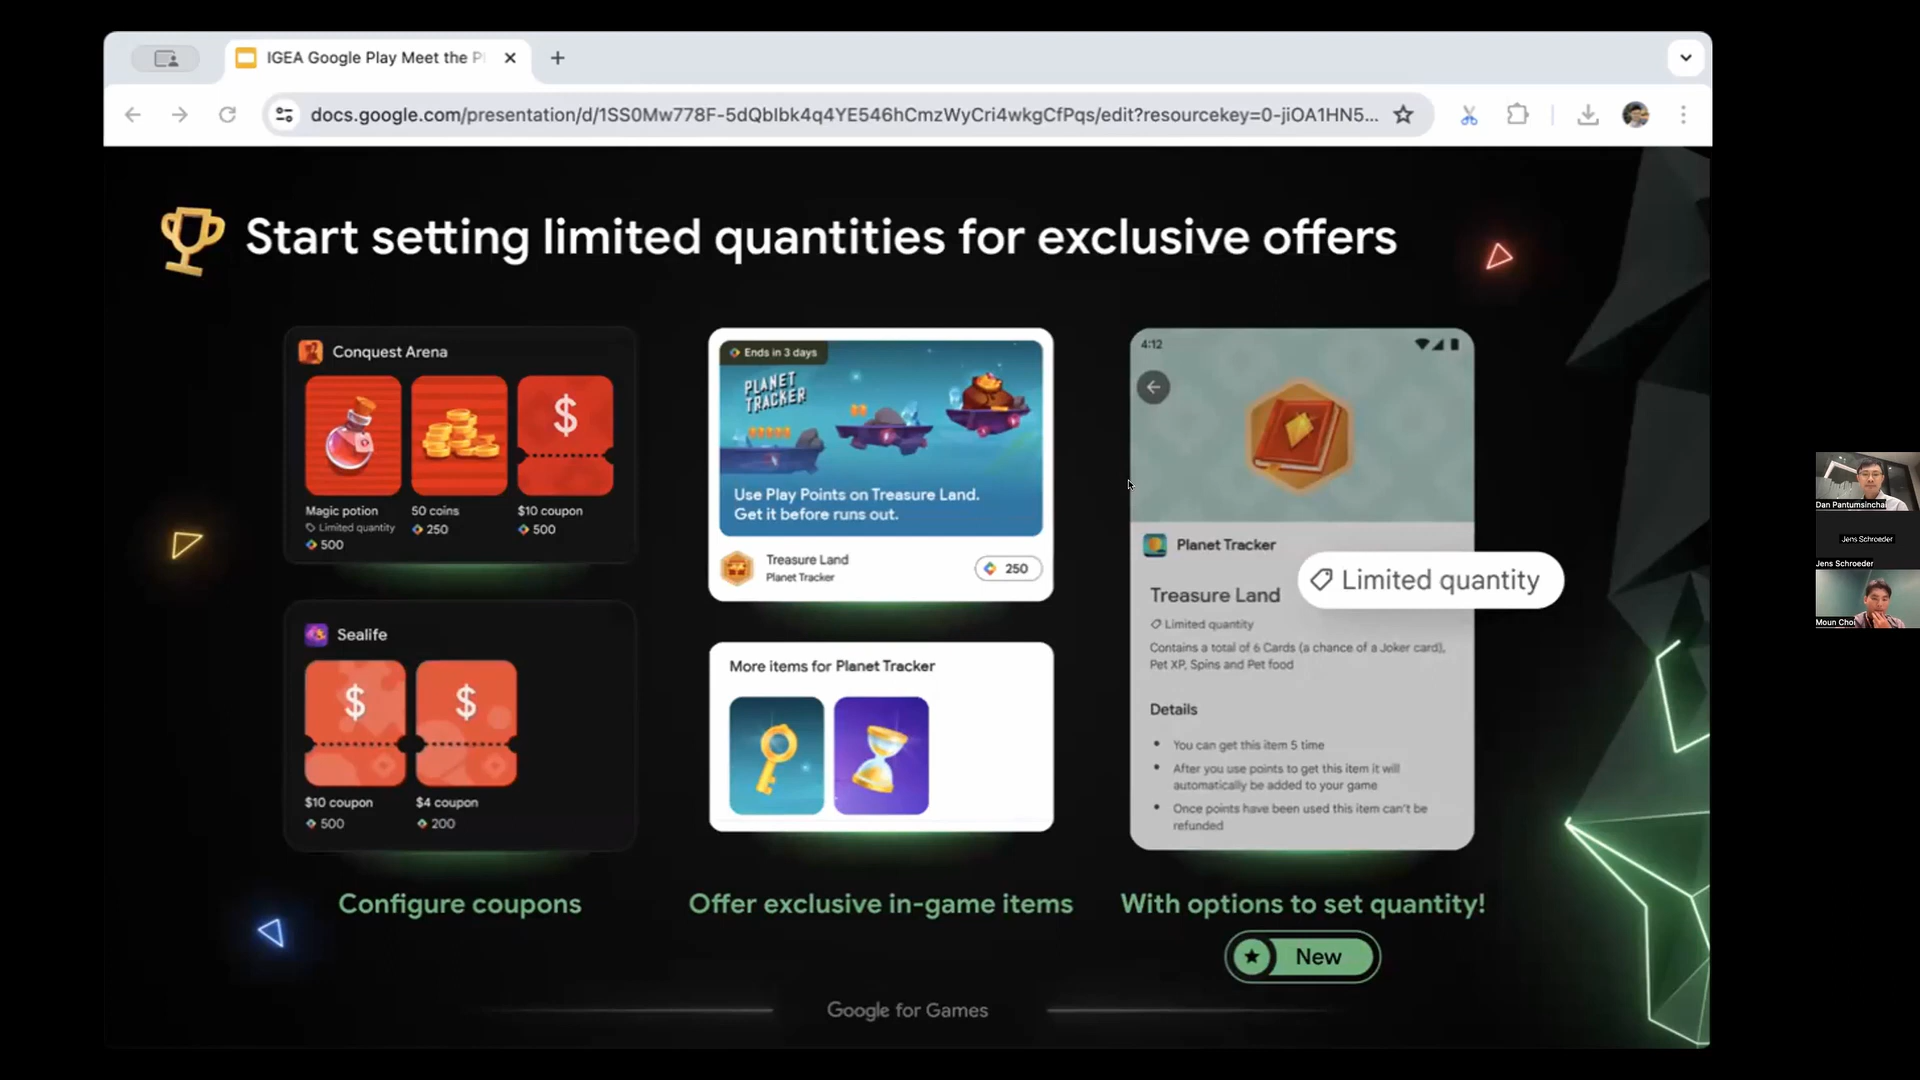 IGEA Google Play Meet the P
docs.google.com/presentation/d/1SS0Mw778F-5dQbIbk4q4YE546hCmzWyCri4wkgCfPqs/edit?resourcekey=0-jiOA1HN5...
Start setting limited quantities for exclusive offers
Conquest Arena
$
Magic potion
Limited quantity
500
50 coins
250
$10 coupon
500
Sealife
$
$
$10 coupon
500
$4 coupon
200
Configure coupons
Ends in 3 days
PLANET
TRACKER
Use Play Points on Treasure Land.
Get it before runs out.
Treasure Land
Planet Tracker
250
More items for Planet Tracker
Offer exclusive in-game items
4:12
Planet Tracker
Limited quantity
Treasure Land
Limited quantity
Contains a total of 6 Cards (a chance of a Joker card),
Pet XP, Spins and Pet food
Details
• You can get this item 5 time
• After you use points to get this item it will
automatically be added to your game
• Once points have been used this item can't be
refunded
With options to set quantity!
New
Google for Games
Dan Pantumsinchai
Jens Schroeder
Jens Schroeder
Moun Choi